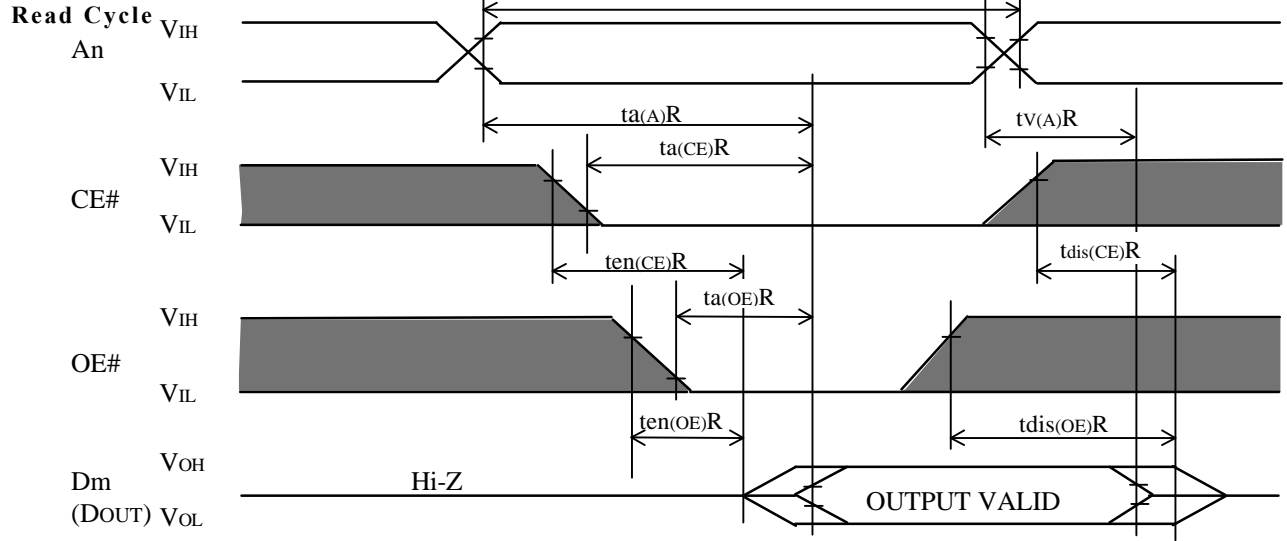 Read Cycle
VIH
An
VIL
ta(A)R
tV(A)R
ta(CE)R
VIH
CE#
VIL
ten(CE)R
tdis(CE)R
ta(OE)R
VIH
OE#
VIL
ten(OE)R
tdis(OE)R
VOH
Dm
Hi-Z
OUTPUT VALID
(DOUT)
VOL